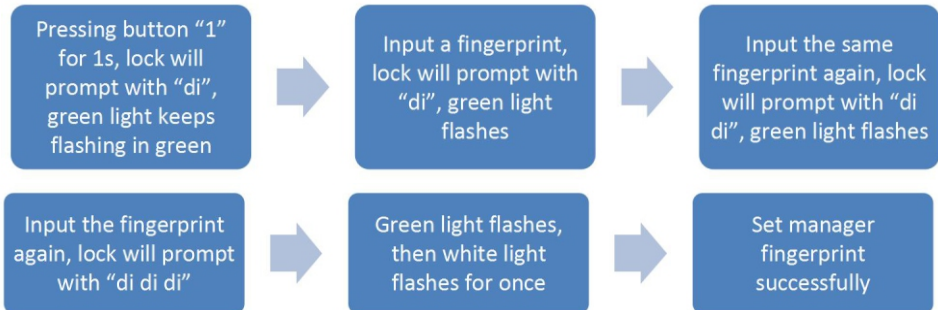 Pressing button “1”
for 1s, lock will
prompt with “di”,
green light keeps
flashing in green
Input a fingerprint,
lock will prompt with
“di”, green light
flashes
Input the same
fingerprint again, lock
will prompt with “di
di”, green light flashes
Input the fingerprint
again, lock will prompt
with “di di di”
Green light flashes,
then white light
flashes for once
Set manager
fingerprint
successfully